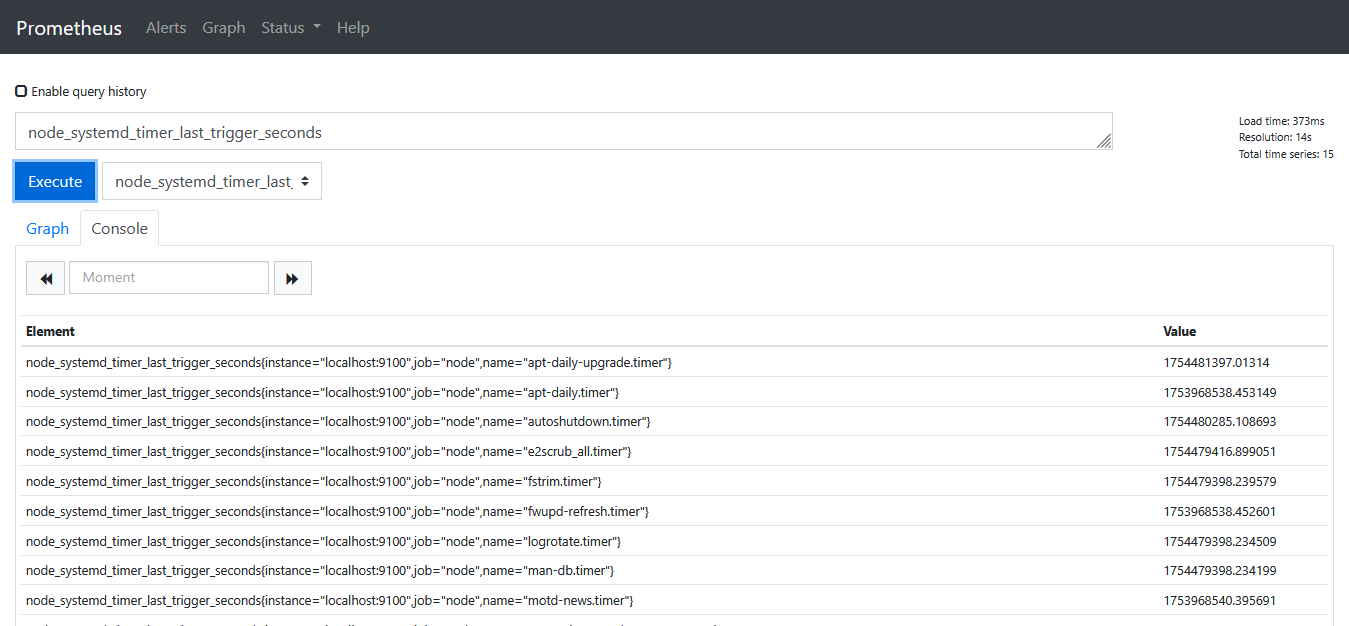 Prometheus Alerts Graph Status Help
Enable query history
node_systemd_timer_last_trigger_seconds
Load time: 373ms
Resolution: 14s
Total time series: 15
Execute node_systemd_timer_last_
Graph Console
Moment
Element Value
node_systemd_timer_last_trigger_seconds{instance="localhost:9100",job="node",name="apt-daily-upgrade.timer"} 1754481397.01314
node_systemd_timer_last_trigger_seconds{instance="localhost:9100",job="node",name="apt-daily.timer"} 1753968538.453149
node_systemd_timer_last_trigger_seconds{instance="localhost:9100",job="node",name="autoshutdown.timer"} 1754480285.108693
node_systemd_timer_last_trigger_seconds{instance="localhost:9100",job="node",name="e2scrub_all.timer"} 1754479416.899051
node_systemd_timer_last_trigger_seconds{instance="localhost:9100",job="node",name="fstrim.timer"} 1754479398.239579
node_systemd_timer_last_trigger_seconds{instance="localhost:9100",job="node",name="fwupd-refresh.timer"} 1753968538.452601
node_systemd_timer_last_trigger_seconds{instance="localhost:9100",job="node",name="logrotate.timer"} 1754479398.234509
node_systemd_timer_last_trigger_seconds{instance="localhost:9100",job="node",name="man-db.timer"} 1754479398.234199
node_systemd_timer_last_trigger_seconds{instance="localhost:9100",job="node",name="motd-news.timer"} 1753968540.395691